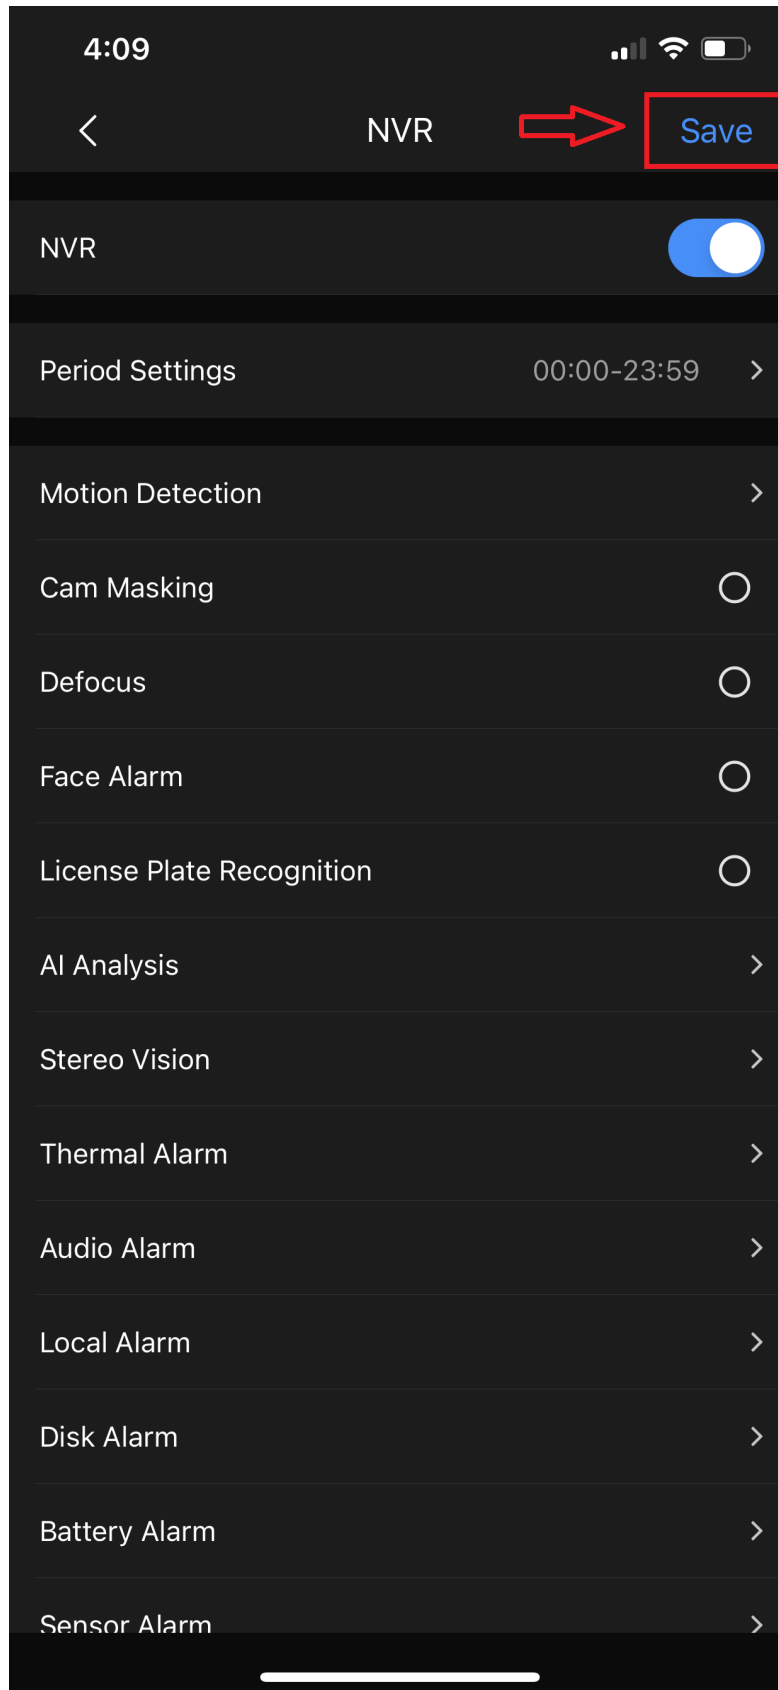 4:09
NVR Save
NVR
Period Settings 00:00-23:59
Motion Detection
Cam Masking
Defocus
Face Alarm
License Plate Recognition
AI Analysis
Stereo Vision
Thermal Alarm
Audio Alarm
Local Alarm
Disk Alarm
Battery Alarm
Sensor Alarm